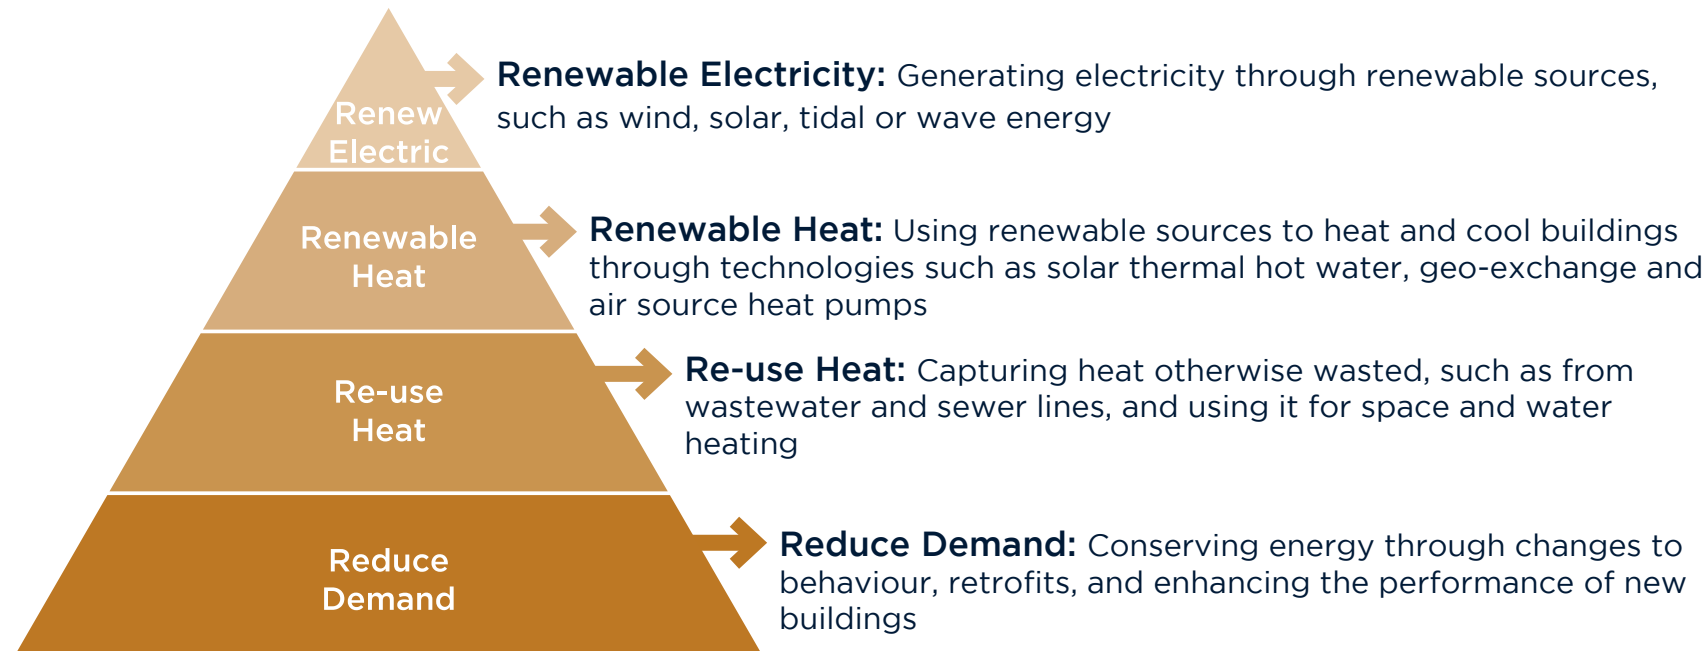 Renewable Electricity: Generating electricity through renewable sources,
such as wind, solar, tidal or wave energy
Renew
Electric
Renewable Heat: Using renewable sources to heat and cool buildings
through technologies such as solar thermal hot water, geo-exchange and
air source heat pumps
Renewable
Heat
Re-use Heat: Capturing heat otherwise wasted, such as from
wastewater and sewer lines, and using it for space and water
heating
Re-use
Heat
Reduce Demand: Conserving energy through changes to
behaviour, retrofits, and enhancing the performance of new
buildings
Reduce
Demand